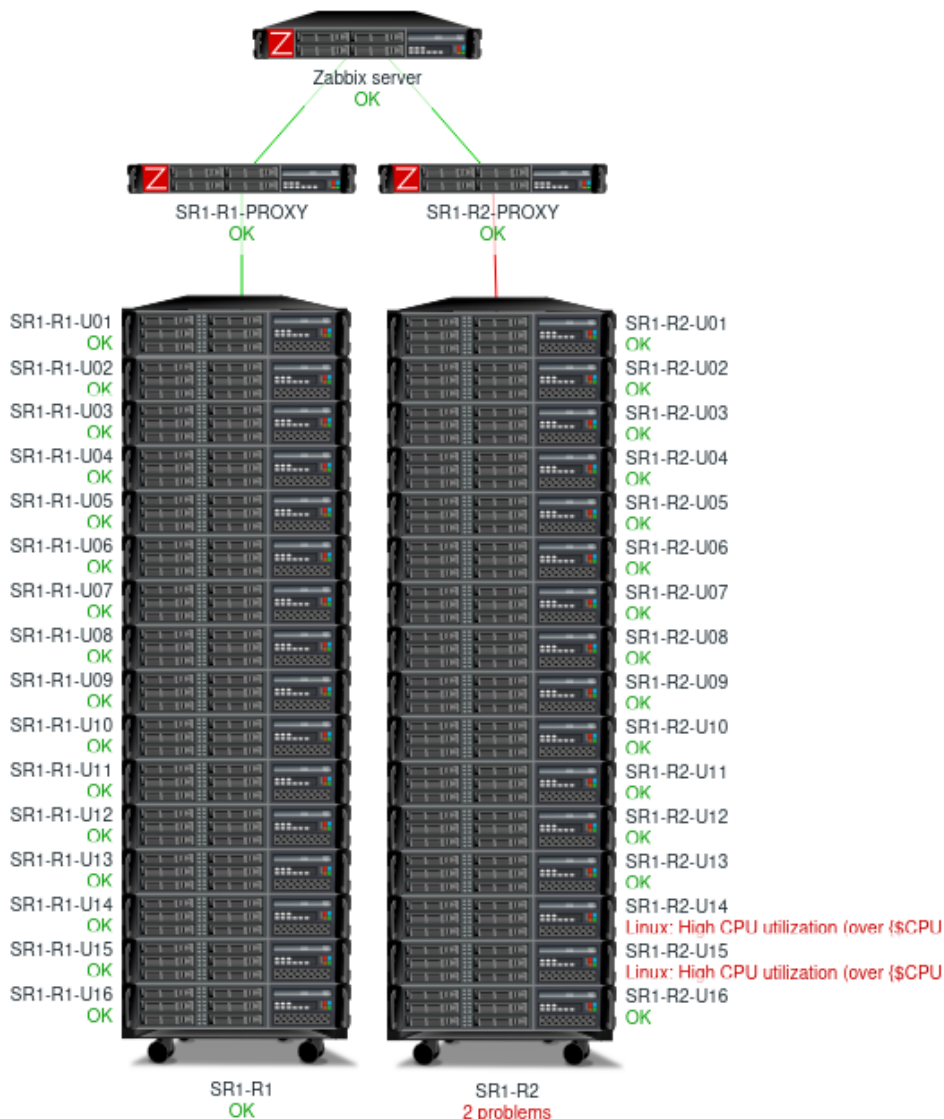 Z
Zabbix server
OK
Z
Z
SR1-R1-PROXY
OK
SR1-R2-PROXY
OK
SR1-R1-U01
OK
SR1-R1-U02
OK
SR1-R1-U03
OK
SR1-R1-U04
OK
SR1-R1-U05
OK
SR1-R1-U06
OK
SR1-R1-U07
OK
SR1-R1-U08
OK
SR1-R1-U09
OK
SR1-R1-U10
OK
SR1-R1-U11
OK
SR1-R1-U12
OK
SR1-R1-U13
OK
SR1-R1-U14
OK
SR1-R1-U15
OK
SR1-R1-U16
OK
SR1-R1
OK
SR1-R2-U01
OK
SR1-R2-U02
OK
SR1-R2-U03
OK
SR1-R2-U04
OK
SR1-R2-U05
OK
SR1-R2-U06
OK
SR1-R2-U07
OK
SR1-R2-U08
OK
SR1-R2-U09
OK
SR1-R2-U10
OK
SR1-R2-U11
OK
SR1-R2-U12
OK
SR1-R2-U13
OK
SR1-R2-U14
Linux: High CPU utilization (over {$CPU
SR1-R2-U15
Linux: High CPU utilization (over {$CPU
SR1-R2-U16
OK
SR1-R2
2 problems